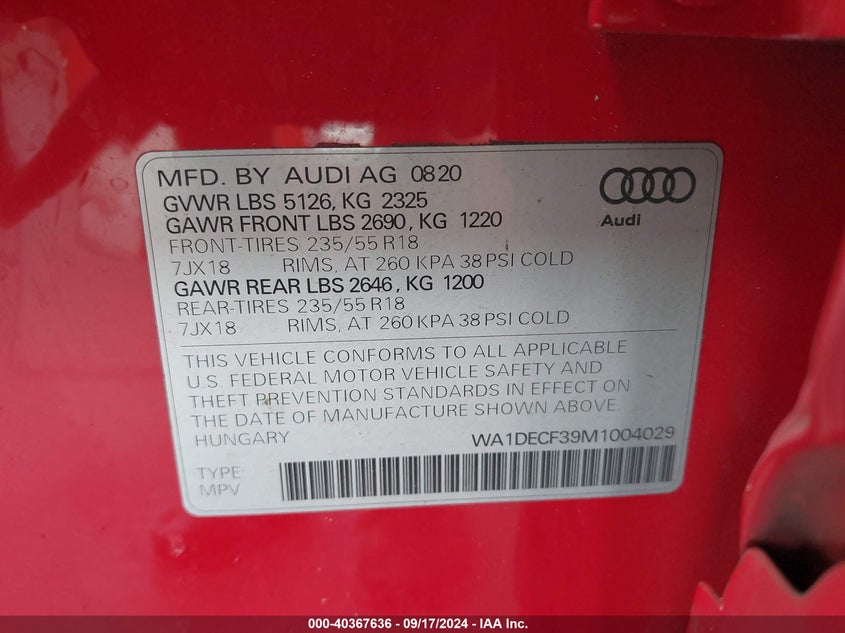 MFD. BY AUDI AG 0820
GVWR LBS 5126, KG 2325
GAWR FRONT LBS 2690, KG 1220
FRONT-TIRES 235/55 R18
7JX18 RIMS, AT 260 KPA 38 PSI COLD
GAWR REAR LBS 2646, KG 1200
REAR-TIRES 235/55 R18
7JX18 RIMS, AT 260 KPA 38 PSI COLD
Audi
THIS VEHICLE CONFORMS TO ALL APPLICABLE
U.S. FEDERAL MOTOR VEHICLE SAFETY AND
THEFT PREVENTION STANDARDS IN EFFECT ON
THE DATE OF MANUFACTURE SHOWN ABOVE.
HUNGARY WA1DECF39M1004029
TYPE:
MPV
000-40367636 - 09/17/2024 - IAA Inc.